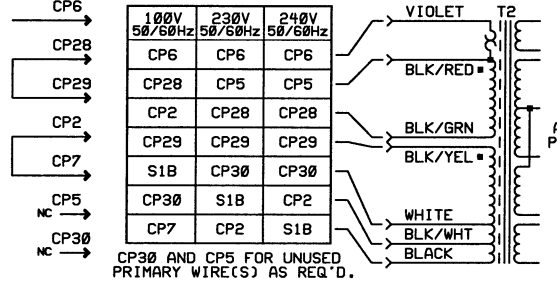 CP6
CP28
CP29
CP2
CP7
CP5
NC
CP30
NC
100V 230V 240V
50/60Hz 50/60Hz 50/60Hz
CP6 CP6 CP6
CP28 CP5 CP5
CP2 CP28 CP28
CP29 CP29 CP29
S1B CP30 CP30
CP30 S1B CP2
CP7 CP2 S1B
CP30 AND CP5 FOR UNUSED
PRIMARY WIRE(S) AS REQ'D.
VIOLET
T2
BLK/RED
BLK/GRN
BLK/YEL
WHITE
BLK/WHT
BLACK